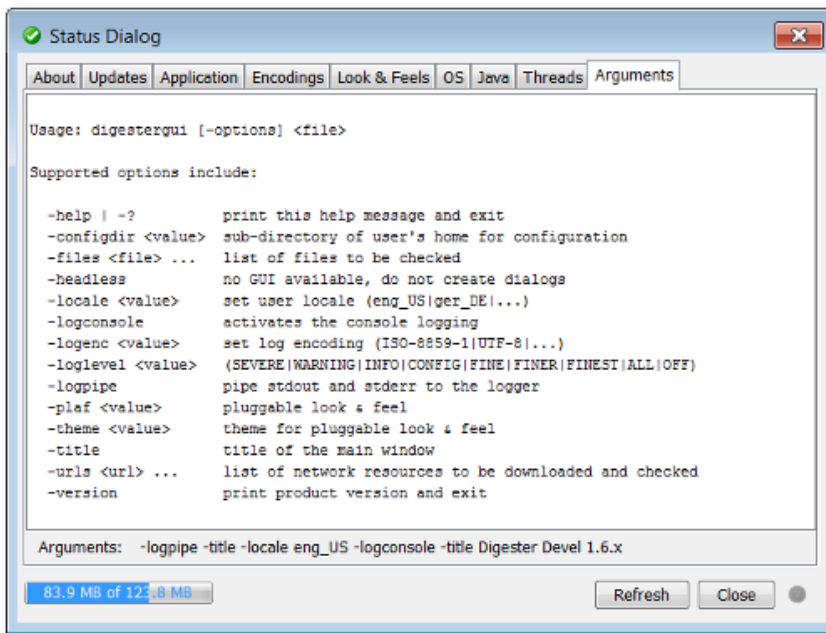 Status Dialog
About Updates Application Encodings Look & Feels OS Java Threads Arguments
Usage: digestergui [-options] <file>
Supported options include:
-help | -? print this help message and exit
-configdir <value> sub-directory of user's home for configuration
-files <file> ... list of files to be checked
-headless no GUI available, do not create dialogs
-locale <value> set user locale (eng_US|ger_DE|...)
-logconsole activates the console logging
-logenc <value> set log encoding (ISO-8859-1|UTF-8|...)
-loglevel <value> (SEVERE|WARNING|INFO|CONFIG|FINE|FINER|FINEST|ALL|OFF)
-logpipe pipe stdout and stderr to the logger
-plaf <value> pluggable look & feel
-theme <value> theme for pluggable look & feel
-title title of the main window
-urls <url> ... list of network resources to be downloaded and checked
-version print product version and exit
Arguments: -logpipe -title -locale eng_US -logconsole -title Digester Devel 1.6.x
83.9 MB of 123.8 MB Refresh Close